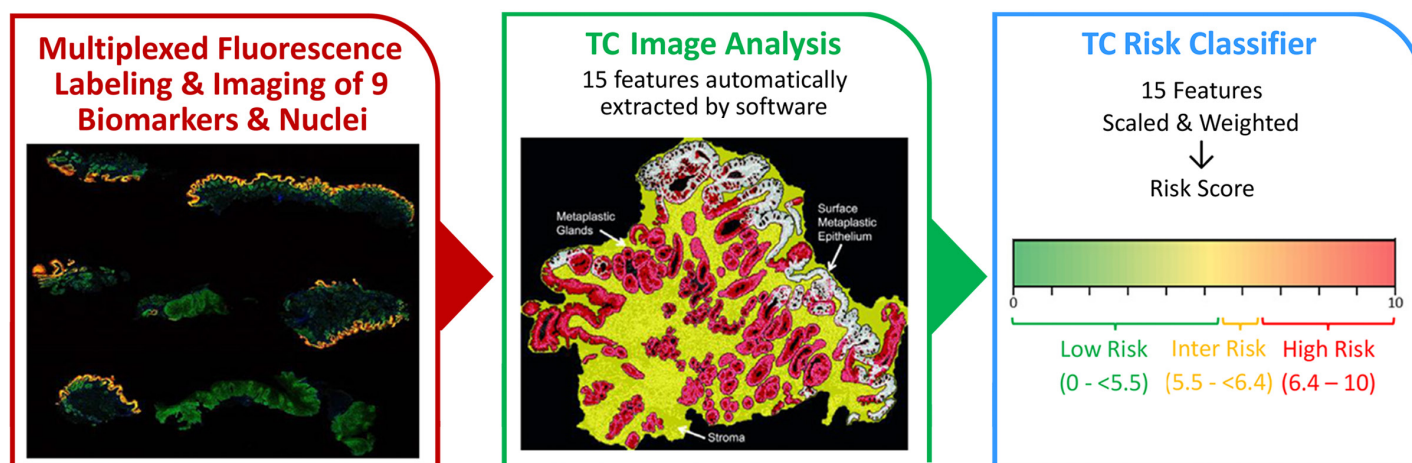 Multiplexed Fluorescence
Labeling & Imaging of 9
Biomarkers & Nuclei
TC Image Analysis
15 features automatically
extracted by software
Metaplastic
Glands
Surface
Metaplastic
Epithelium
Stroma
TC Risk Classifier
15 Features
Scaled & Weighted
Risk Score
0
10
Low Risk
(0 - <5.5)
Inter Risk
(5.5 - <6.4)
High Risk
(6.4 – 10)